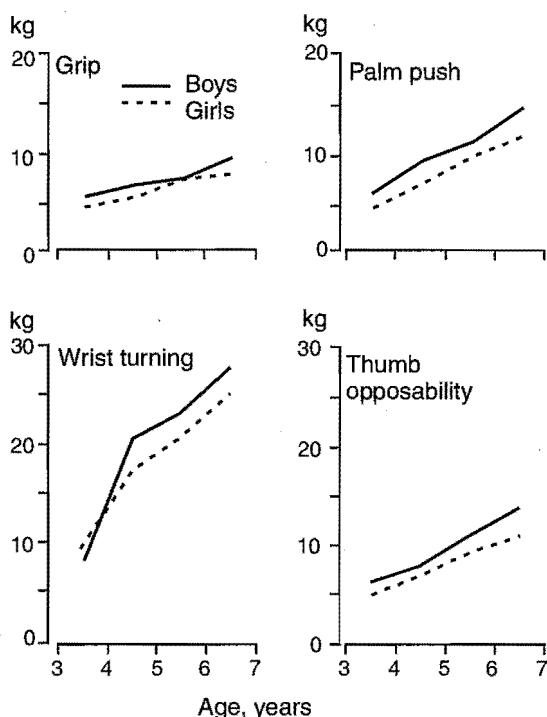 kg
20
10
0
Grip
Boys
Girls
kg
20
10
0
Palm push
kg
30
20
10
0
Wrist turning
3 4 5 6 7
kg
30
20
10
0
Thumb
opposability
3 4 5 6 7
Age, years